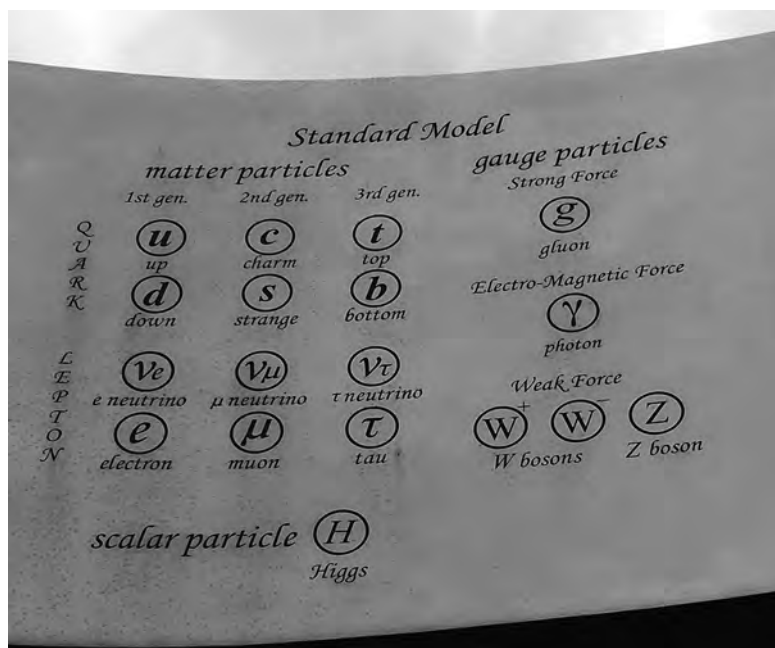 Standard Model
matter particles
1st gen. 2nd gen. 3rd gen.
QUARK
u c t
up charm top
d s b
down strange bottom
LEPTON
νe νμ ντ
e neutrino μ neutrino τ neutrino
e μ τ
electron muon tau
gauge particles
Strong Force
g
gluon
Electro-Magnetic Force
γ
photon
Weak Force
W+ W− Z
W bosons Z boson
scalar particle H
Higgs